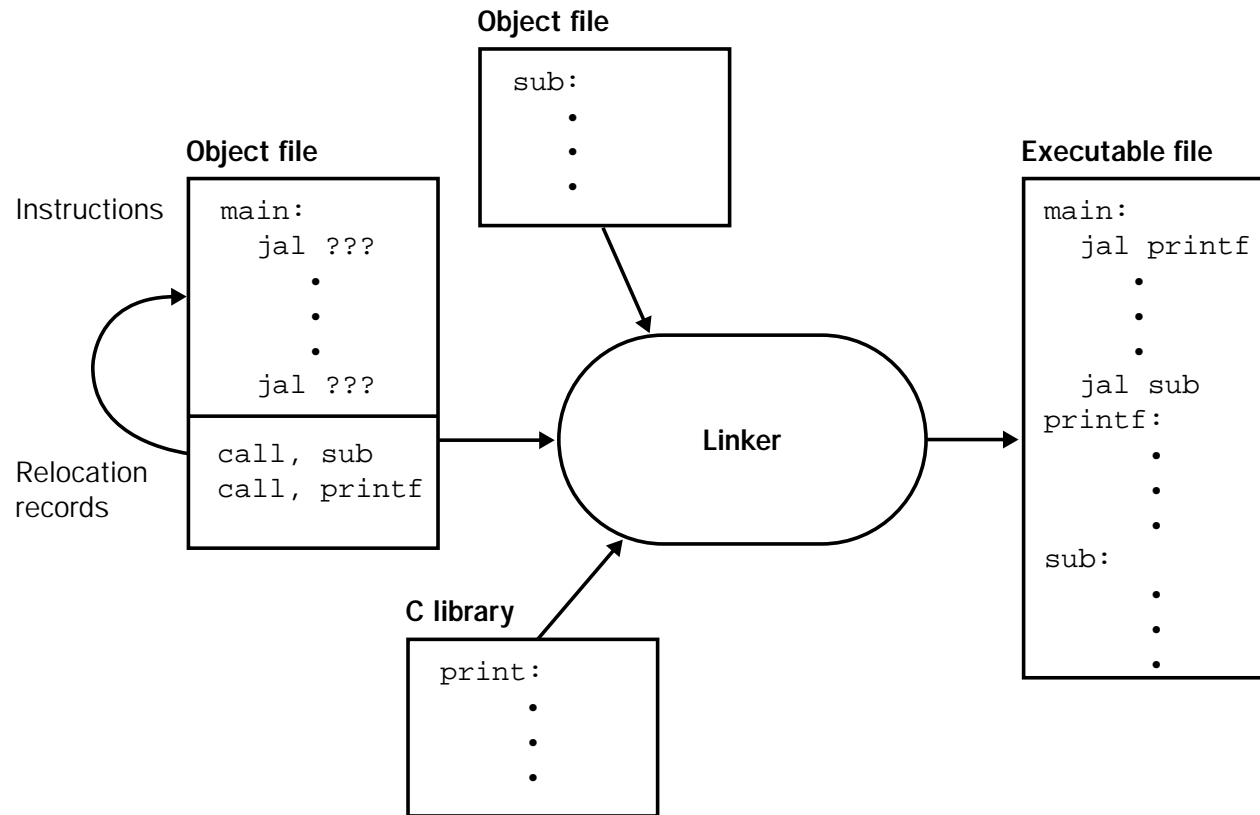 Object file
sub:
•
•
•
Object file
Instructions
main:
jal ???
•
•
•
jal ???
Relocation
records
call, sub
call, printf
Linker
C library
print:
•
•
•
Executable file
main:
jal printf
•
•
•
jal sub
printf:
•
•
•
sub:
•
•
•